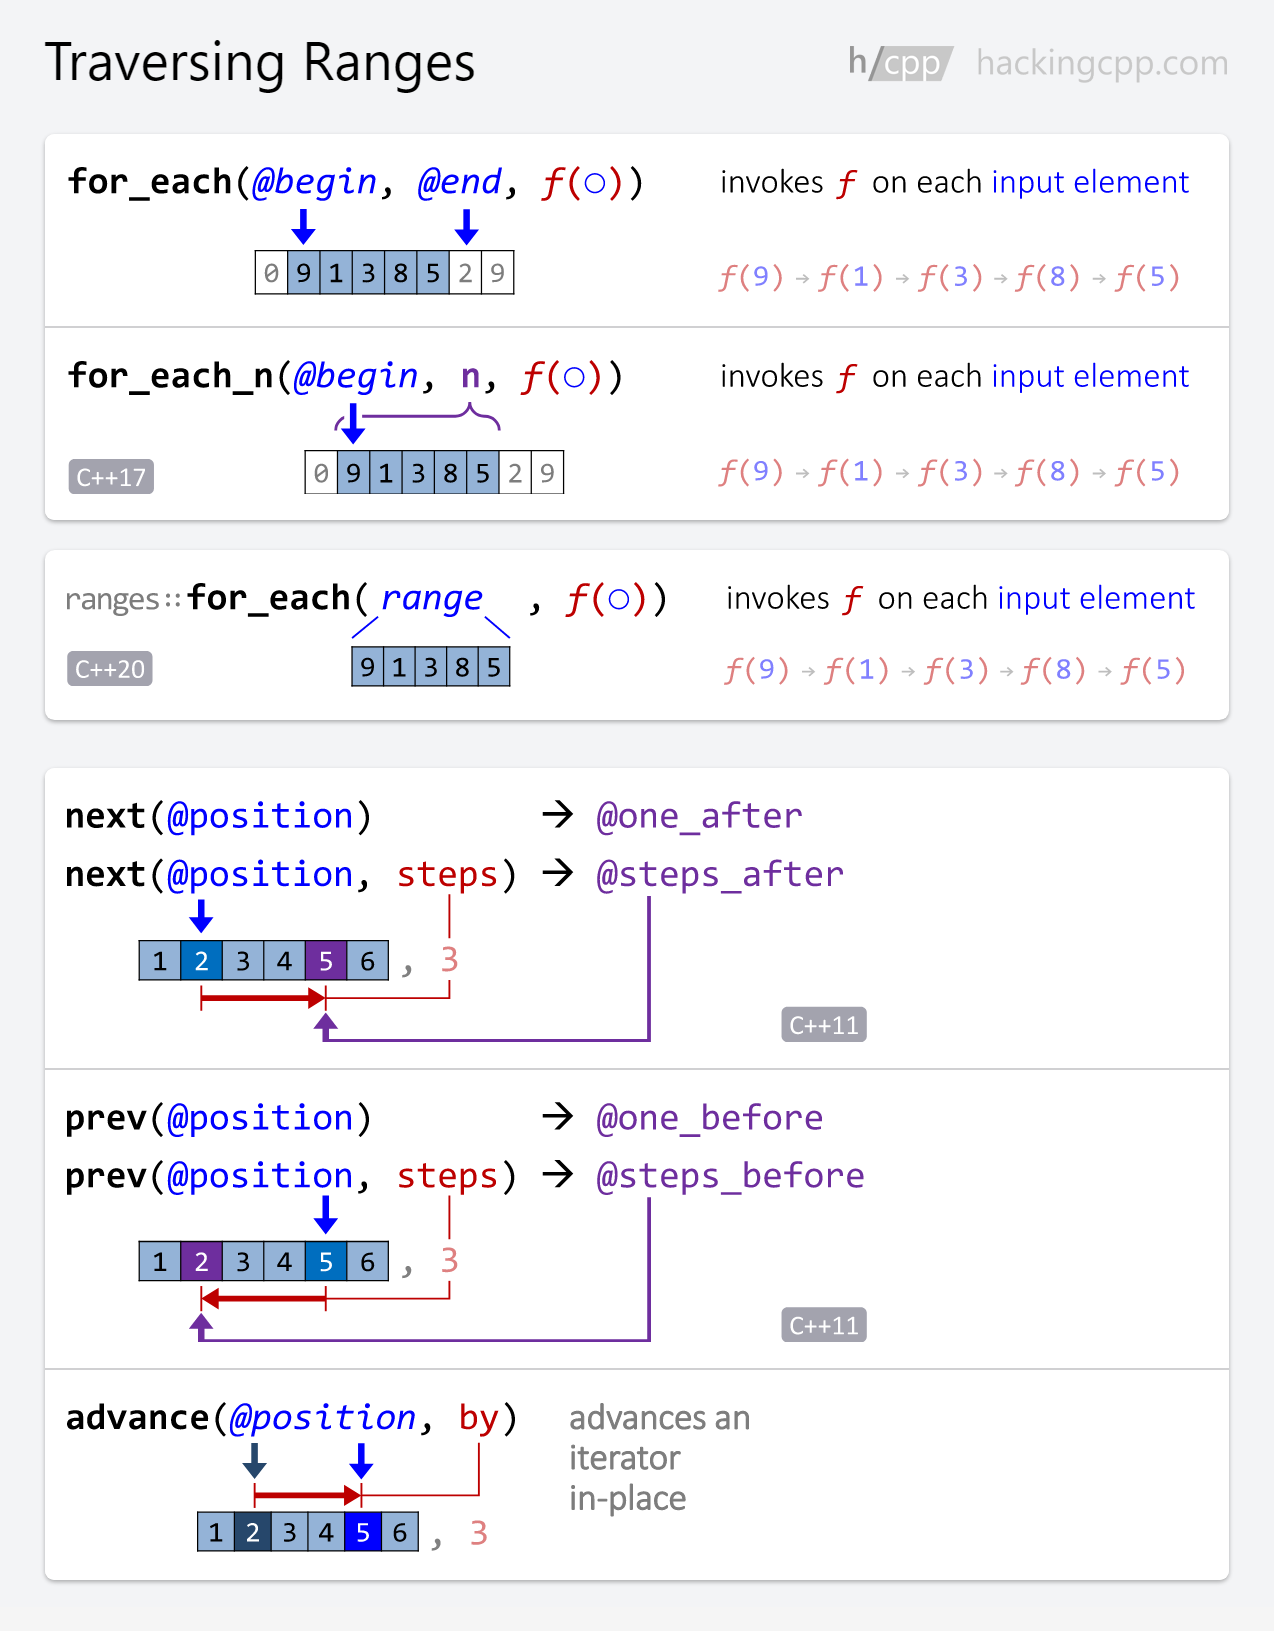 Traversing Ranges
h/cpp hackingcpp.com
for_each(@begin, @end, f(○)) invokes f on each input element
0 9 1 3 8 5 2 9 f(9) → f(1) → f(3) → f(8) → f(5)
for_each_n(@begin, n, f(○)) invokes f on each input element
C++17 0 9 1 3 8 5 2 9 f(9) → f(1) → f(3) → f(8) → f(5)
ranges::for_each( range , f(○)) invokes f on each input element
C++20 9 1 3 8 5 f(9) → f(1) → f(3) → f(8) → f(5)
next(@position) → @one_after
next(@position, steps) → @steps_after
1 2 3 4 5 6 , 3
C++11
prev(@position) → @one_before
prev(@position, steps) → @steps_before
1 2 3 4 5 6 , 3
C++11
advance(@position, by) advances an
iterator
in-place
1 2 3 4 5 6 , 3